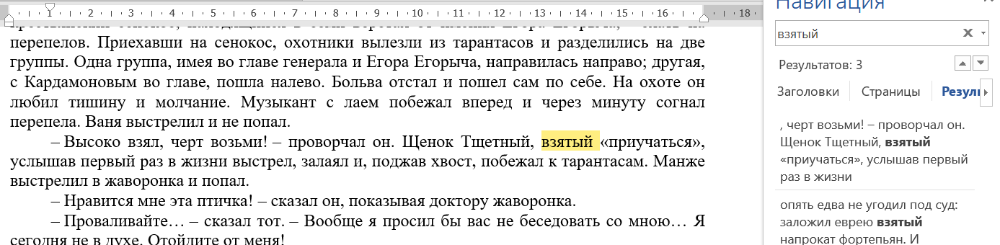 Навигация
1 2 3 4 5 6 7 8 9 10 11 12 13 14 15 16 18
перепелов. Приехавши на сенокос, охотники вылезли из тарантасов и разделились на две
группы. Одна группа, имея во главе генерала и Егора Егорыча, направилась направо; другая,
с Кардамоновым во главе, пошла налево. Больва отстал и пошел сам по себе. На охоте он
любил тишину и молчание. Музыкант с лаем побежал вперед и через минуту согнал
перепела. Ваня выстрелил и не попал.
– Высоко взял, черт возьми! – проворчал он. Щенок Тщетный, взятый «приучаться»,
услышав первый раз в жизни выстрел, залаял и, поджав хвост, побежал к тарантасам. Манже
выстрелил в жаворонка и попал.
– Нравится мне эта птичка! – сказал он, показывая доктору жаворонка.
– Проваливайте… – сказал тот. – Вообще я просил бы вас не беседовать со мною… Я
сегодня не в духе. Отойдите от меня!
взятый
Результатов: 3
Заголовки Страницы Резуль
, черт возьми! – проворчал он.
Щенок Тщетный, взятый
«приучаться», услышав первый
раз в жизни
опять едва не угодил под суд:
заложил еврею взятый
напрокат фортепьян. И